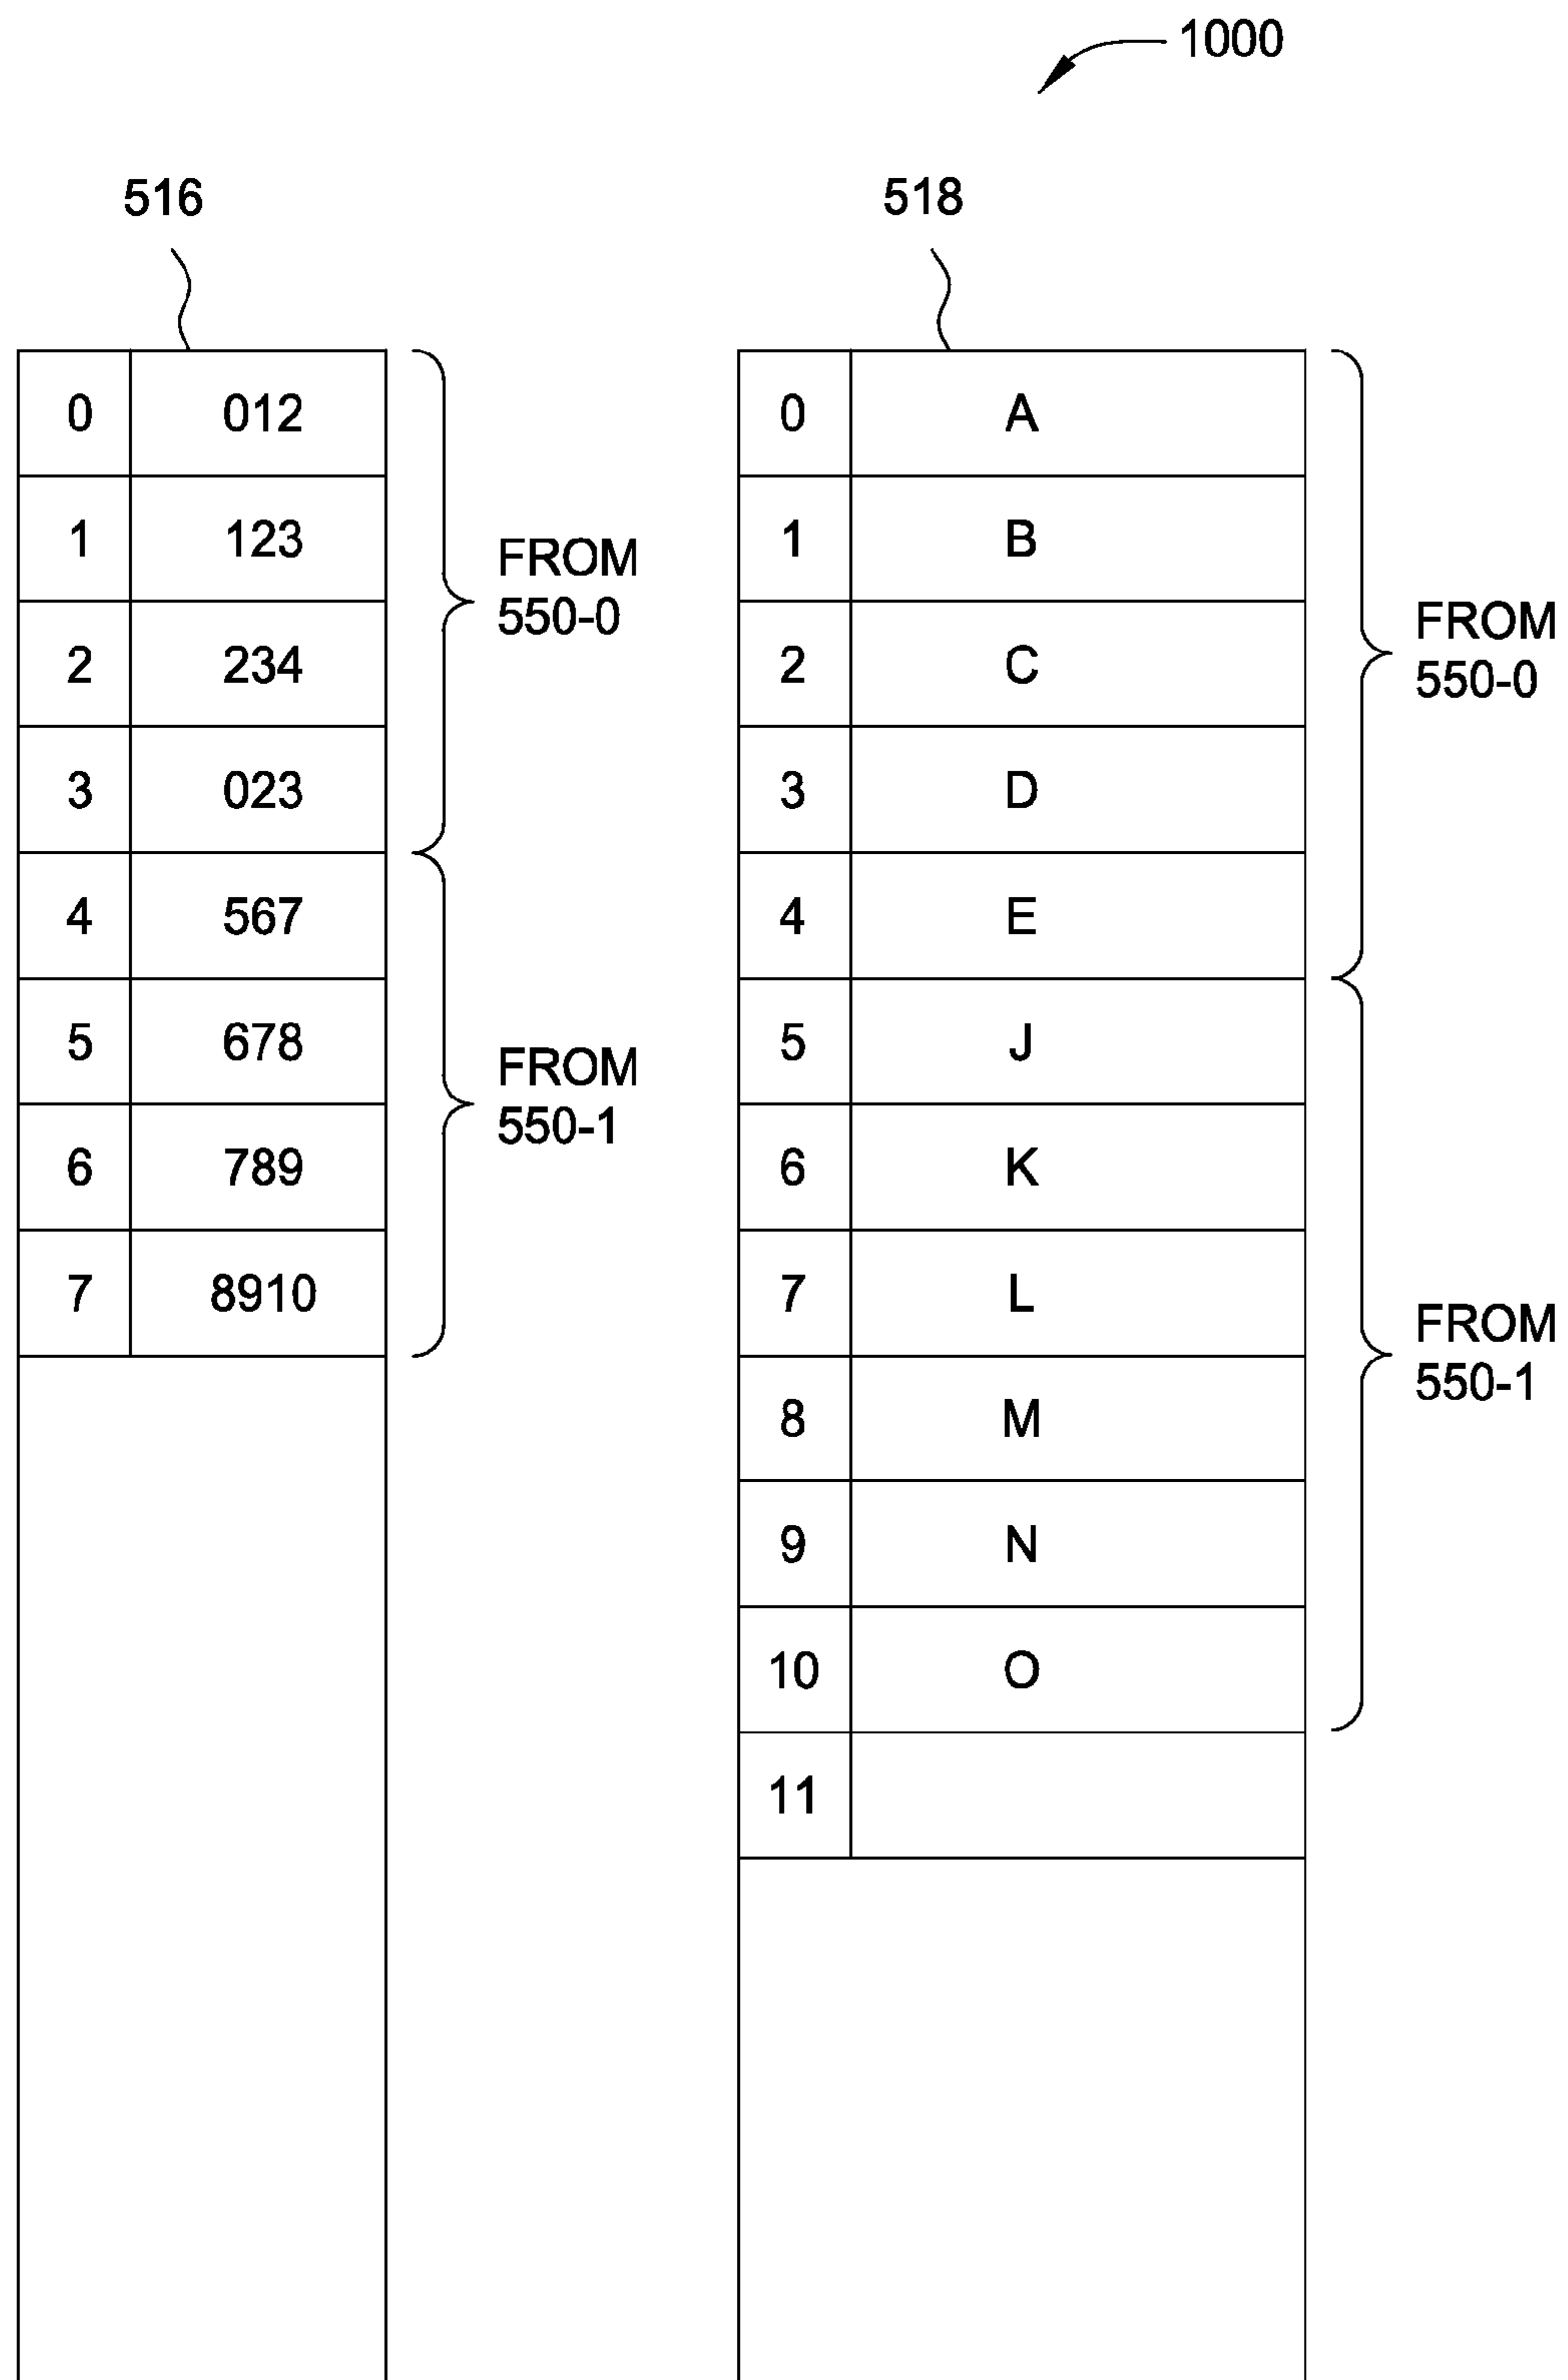 1000
516
518
0 012
1 123
2 234
3 023
4 567
5 678
6 789
7 8910
FROM
550-0
FROM
550-1
0 A
1 B
2 C
3 D
4 E
5 J
6 K
7 L
8 M
9 N
10 O
11
FROM
550-0
FROM
550-1